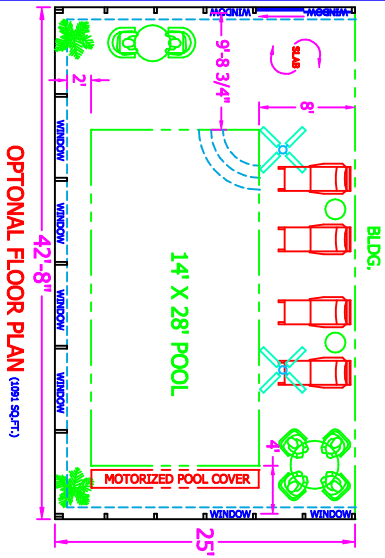 WINDOW
WINDOW
9'-8 3/4"
SLAB
2'
8'
WINDOW
WINDOW
WINDOW
WINDOW
BLDG.
14' X 28' POOL
4'
MOTORIZED POOL COVER
WINDOW
WINDOW
42'-8"
25'
OPTONAL FLOOR PLAN (1091 SQ.FT.)